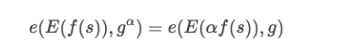 e(E(f(s)), g^α) = e(E(αf(s)), g)